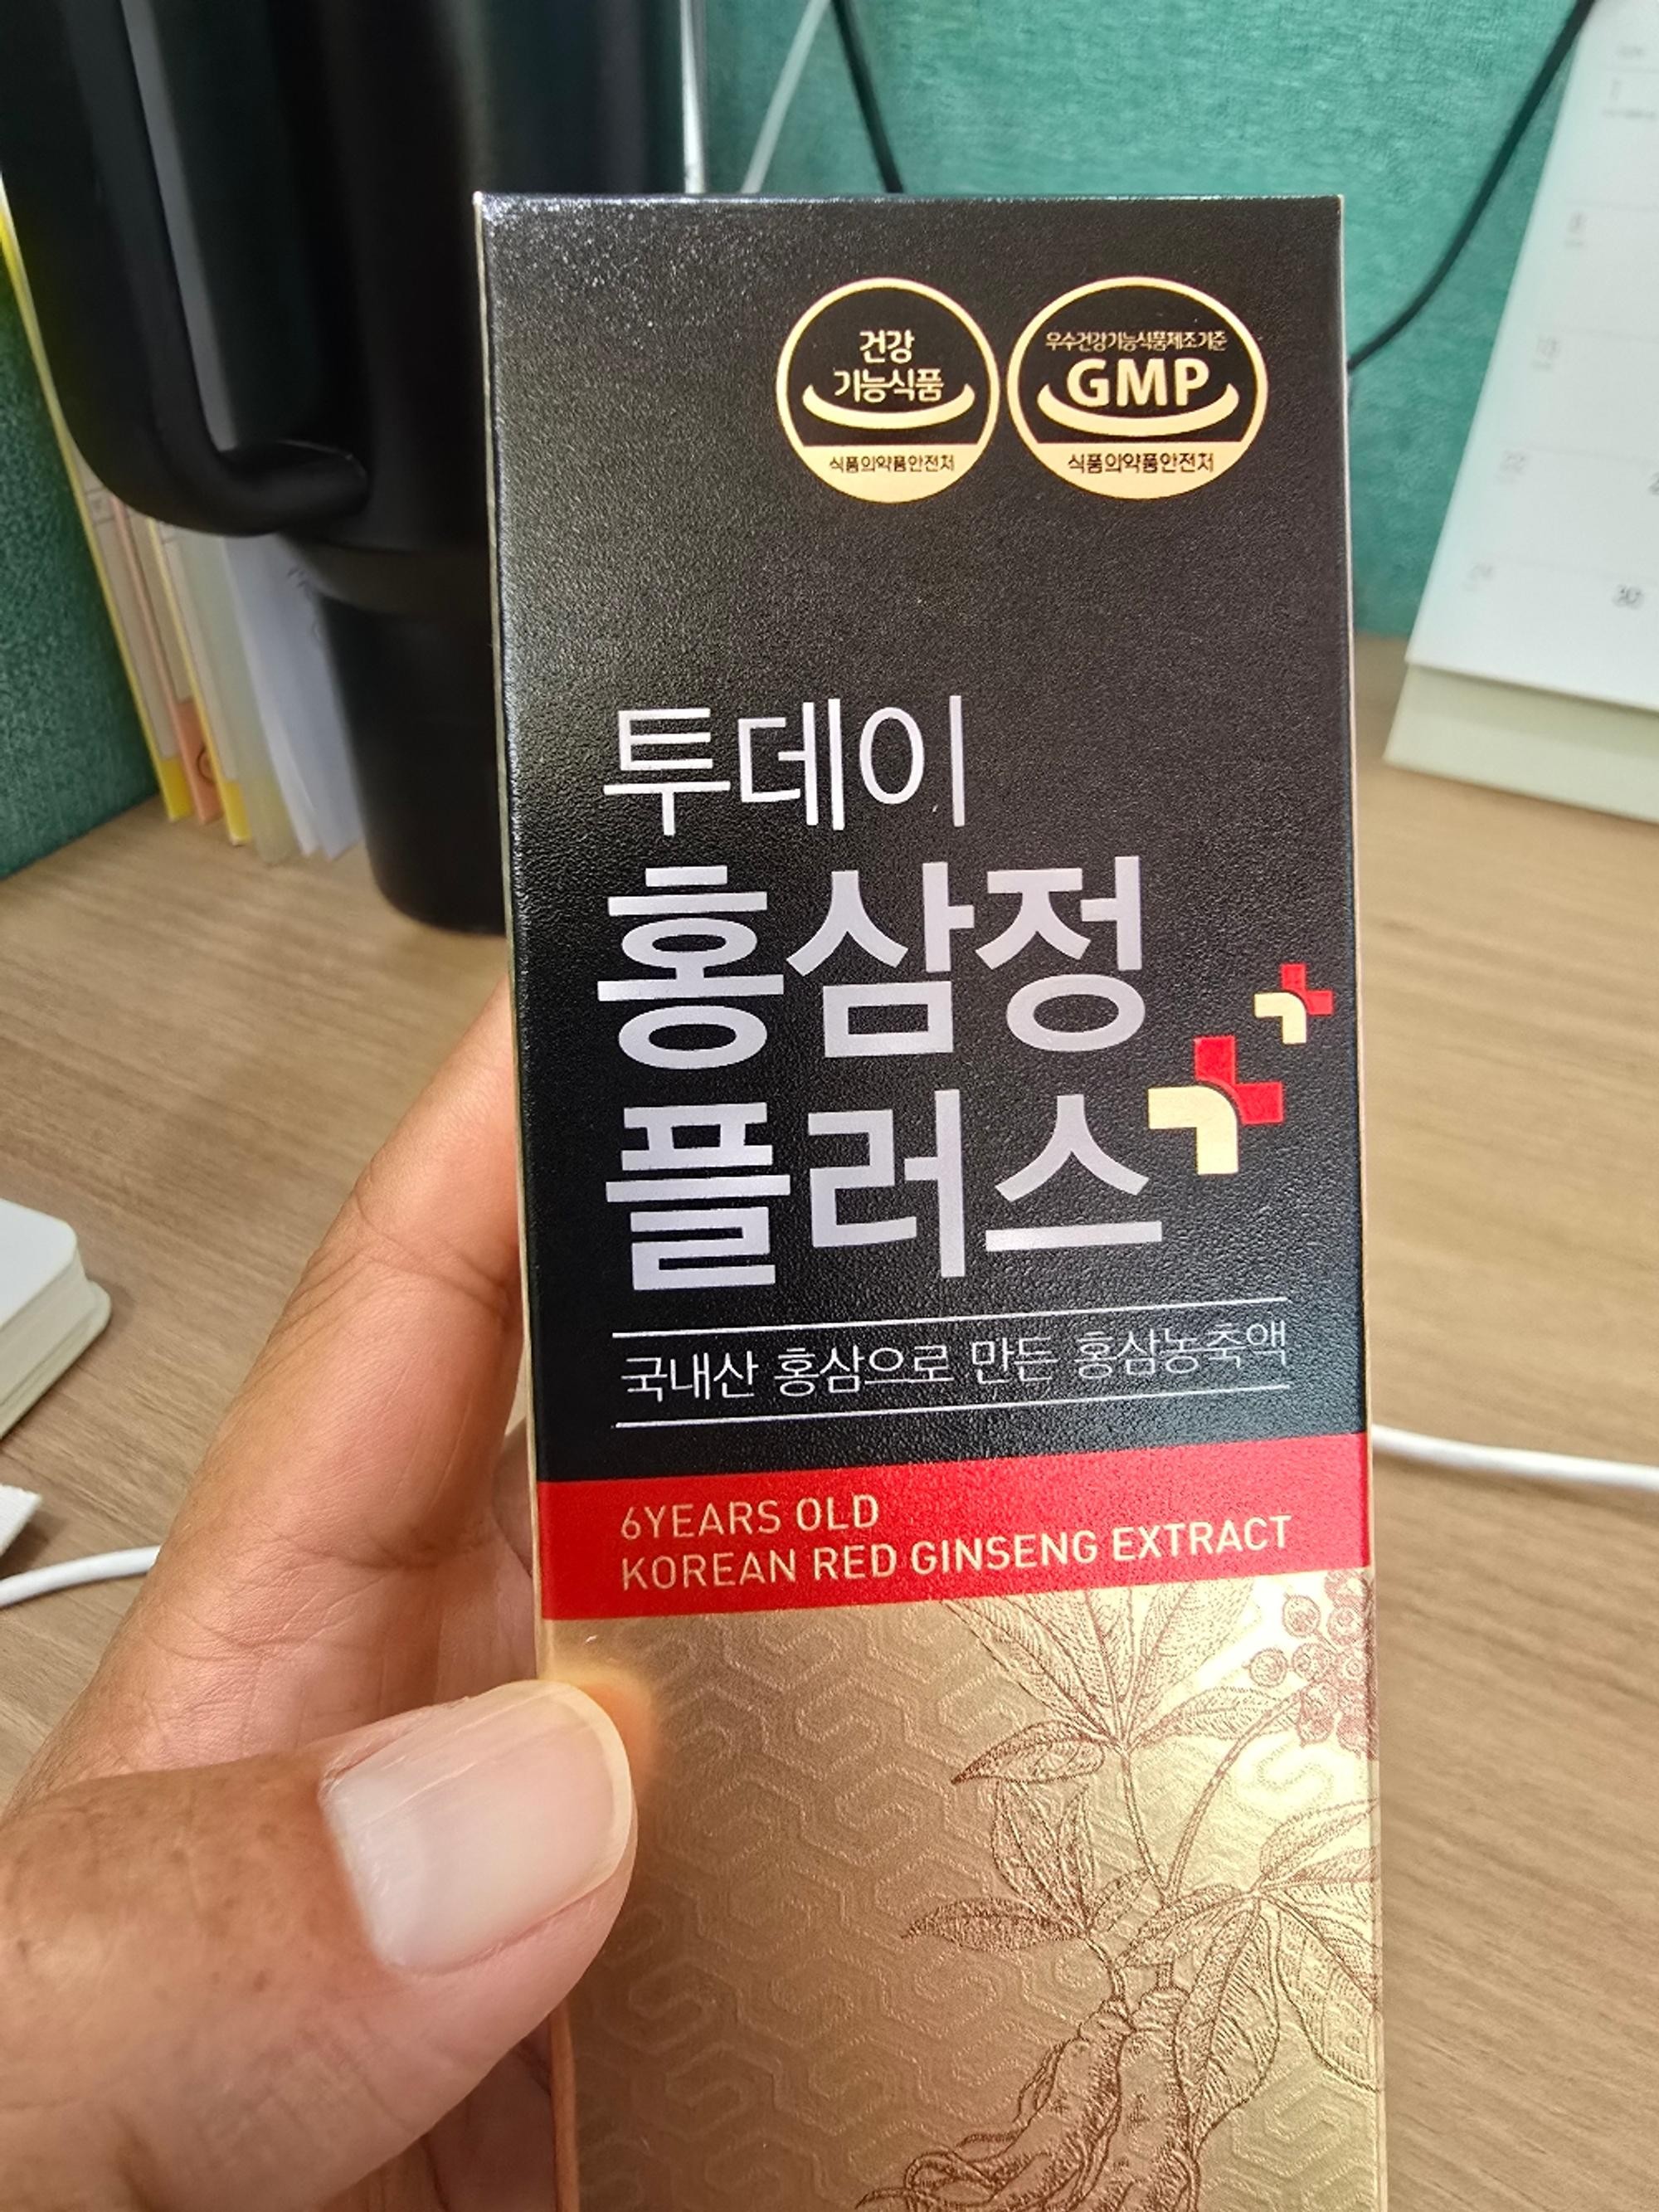 건강
기능식품
식품의약품안전처
우수건강기능식품제조기준
GMP
식품의약품안전처
투데이
홍삼정
플러스
국내산 홍삼으로 만든 홍삼농축액
6YEARS OLD
KOREAN RED GINSENG EXTRACT
30